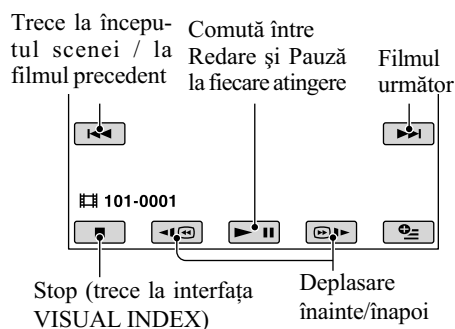 Trece la începu-
tul scenei / la
filmul precedent
Comută între
Redare şi Pauză
la fiecare atingere
Filmul
următor
101-0001
Stop (trece la interfaţa
VISUAL INDEX)
Deplasare
înainte/înapoi